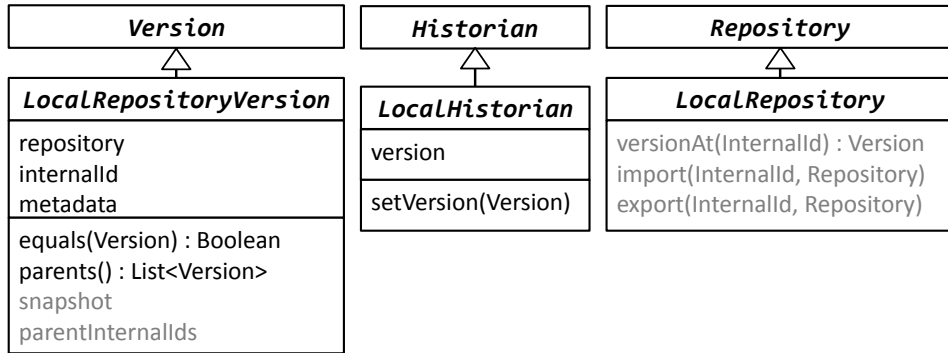 Version
LocalRepositoryVersion
repository
internalId
metadata
equals(Version) : Boolean
parents() : List<Version>
snapshot
parentInternalIds
Historian
LocalHistorian
version
setVersion(Version)
Repository
LocalRepository
versionAt(InternalId) : Version
import(InternalId, Repository)
export(InternalId, Repository)